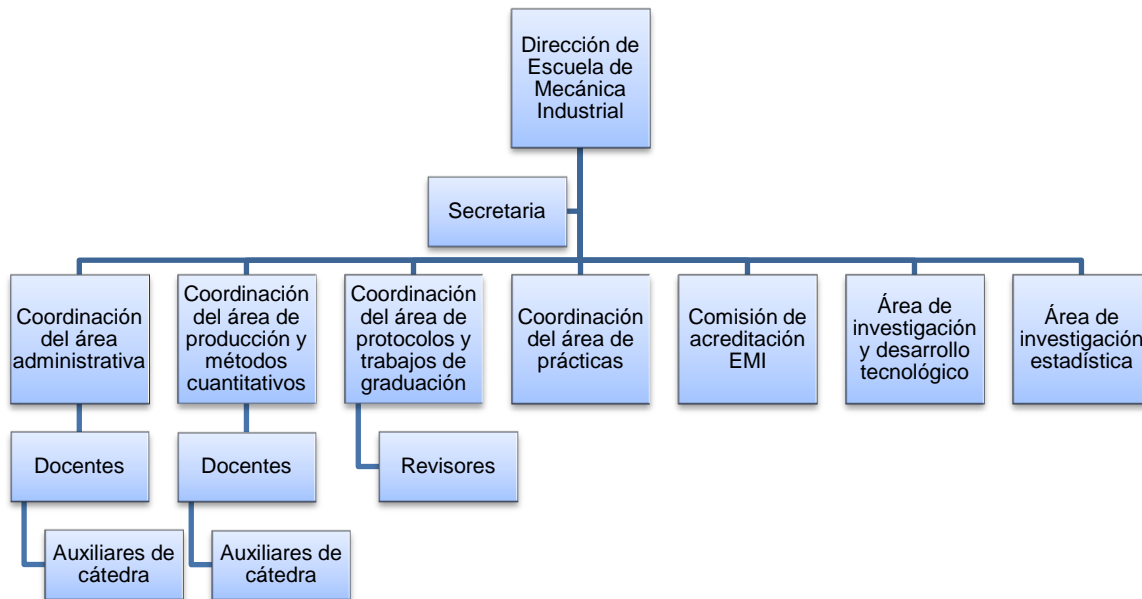 Dirección de
Escuela de
Mecánica
Industrial
Secretaria
Coordinación
del área
administrativa
Coordinación
del área de
producción y
métodos
cuantitativos
Coordinación
del área de
protocolos y
trabajos de
graduación
Coordinación
del área de
prácticas
Comisión de
acreditación
EMI
Área de
investigación
y desarrollo
tecnológico
Área de
investigación
estadística
Docentes
Docentes
Revisores
Auxiliares de
cátedra
Auxiliares de
cátedra